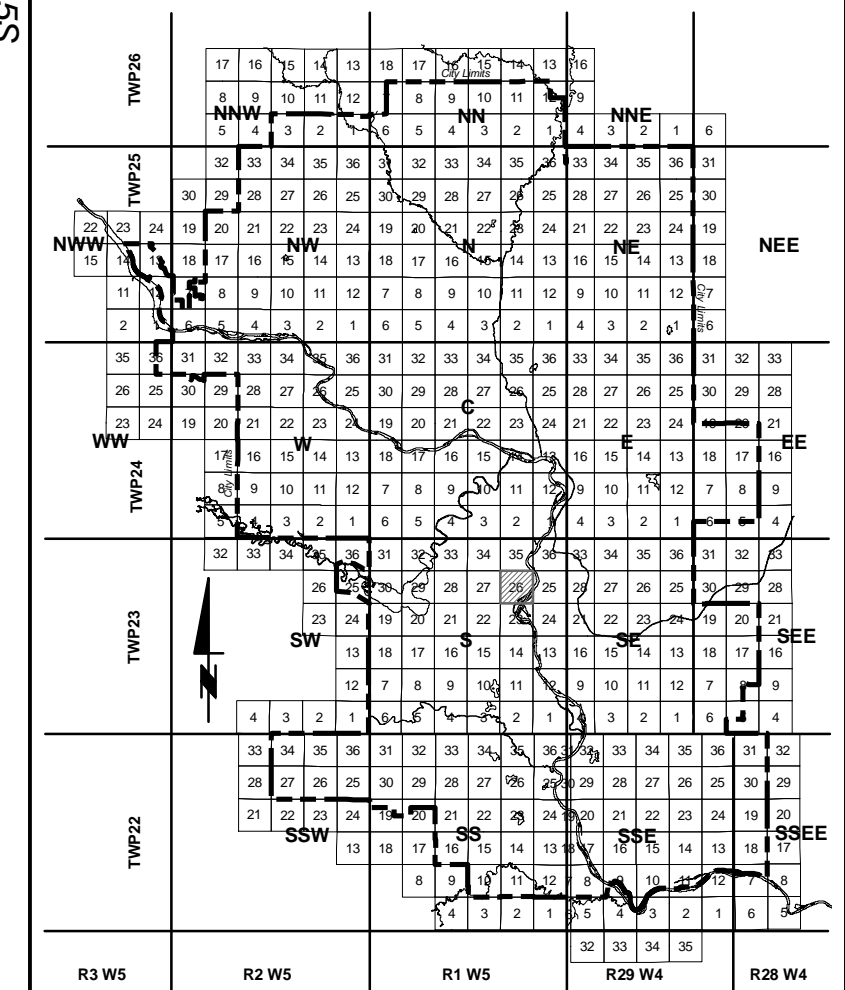 5S
TWP26
17 16 15 14 13 18 17 16 15 14 13 16
City Limits
8 9 10 11 12 8 9 10 11 9
NNW NN NNE
5 4 3 2 1 6 5 4 3 2 1 4 3 2 1 6
TWP25
32 33 34 35 36 31 32 33 34 35 36 33 34 35 36 31
30 29 28 27 26 25 30 29 28 27 26 25 28 27 26 25 30
22 23 24 19 20 21 22 23 24 19 20 21 22 23 24 21 22 23 24 19
NWW NW N NE NEE
15 14 13 18 17 16 15 14 13 18 17 16 15 14 13 16 15 14 13 18
11 8 9 10 11 12 7 8 9 10 11 12 9 10 11 12 7
City Limits
2 6 5 4 3 2 1 6 5 4 3 2 1 4 3 2 1 6
35 36 31 32 33 34 35 36 31 32 33 34 35 36 33 34 35 36 31 32 33
26 25 30 29 28 27 26 25 30 29 28 27 26 25 28 27 26 25 30 29 28
C
23 24 19 20 21 22 23 24 19 20 21 22 23 24 21 22 23 24 19 20 21
WW W E EE
17 16 15 14 13 18 17 16 15 14 13 16 15 14 13 18 17 16
TWP24
City Limits
8 9 10 11 12 7 8 9 10 11 12 9 10 11 12 7 8 9
5 4 3 2 1 6 5 4 3 2 1 4 3 2 1 6 5 4
32 33 34 35 36 31 32 33 34 35 36 33 34 35 36 31 32 33
26 25 30 29 28 27 26 25 28 27 26 25 30 29 28
TWP23
23 24 19 20 21 22 23 24 21 22 23 24 19 20 21
SW S SE SEE
13 18 17 16 15 14 13 16 15 14 13 18 17 16
12 7 8 9 10 11 12 9 10 11 12 7 8 9
N
4 3 2 1 6 5 4 3 2 1 4 3 2 1 6 4
33 34 35 36 31 32 33 34 35 36 31 32 33 34 35 36 31 32
28 27 26 25 30 29 28 27 26 25 30 29 28 27 26 25 30 29
21 22 23 24 19 20 21 22 23 24 19 20 21 22 23 24 19 20
TWP22
SSW SS SSE SSEE
13 18 17 16 15 14 13 18 17 16 15 14 13 18 17
8 9 10 11 12 7 8 9 10 11 12 7 8
4 3 2 1 6 5 4 3 2 1 6 5
32 33 34 35
R3 W5 R2 W5 R1 W5 R29 W4 R28 W4